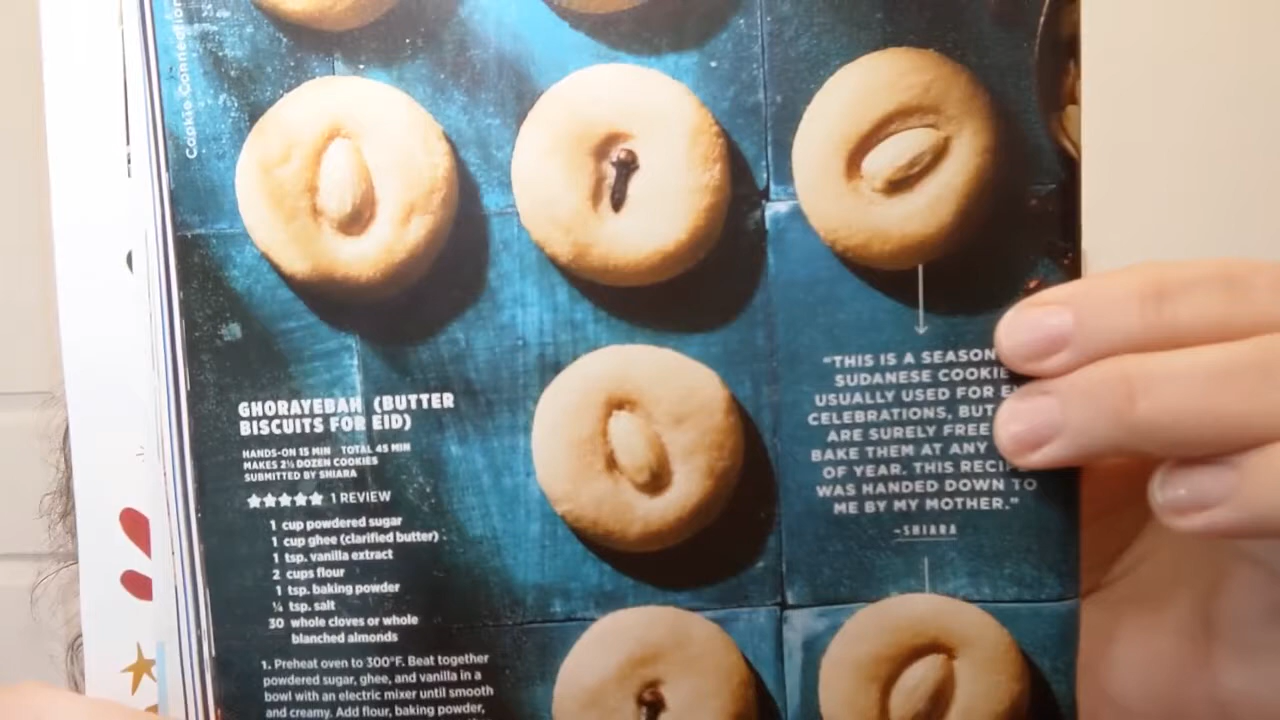 Cookie Connection
GHORAYEBAH (BUTTER
BISCUITS FOR EID)
HANDS-ON 15 MIN TOTAL 45 MIN
MAKES 2½ DOZEN COOKIES
SUBMITTED BY SHIARA
1 REVIEW
1 cup powdered sugar
1 cup ghee (clarified butter)
1 tsp. vanilla extract
2 cups flour
1 tsp. baking powder
¼ tsp. salt
30 whole cloves or whole
blanched almonds
1. Preheat oven to 300°F. Beat together
powdered sugar, ghee, and vanilla in a
bowl with an electric mixer until smooth
and creamy. Add flour, baking powder,
"THIS IS A SEASON
SUDANESE COOKIE
USUALLY USED FOR
CELEBRATIONS, BUT
ARE SURELY FREE
BAKE THEM AT ANY
OF YEAR. THIS
WAS HANDED DOWN TO
ME BY MY MOTHER."
~SHIARA